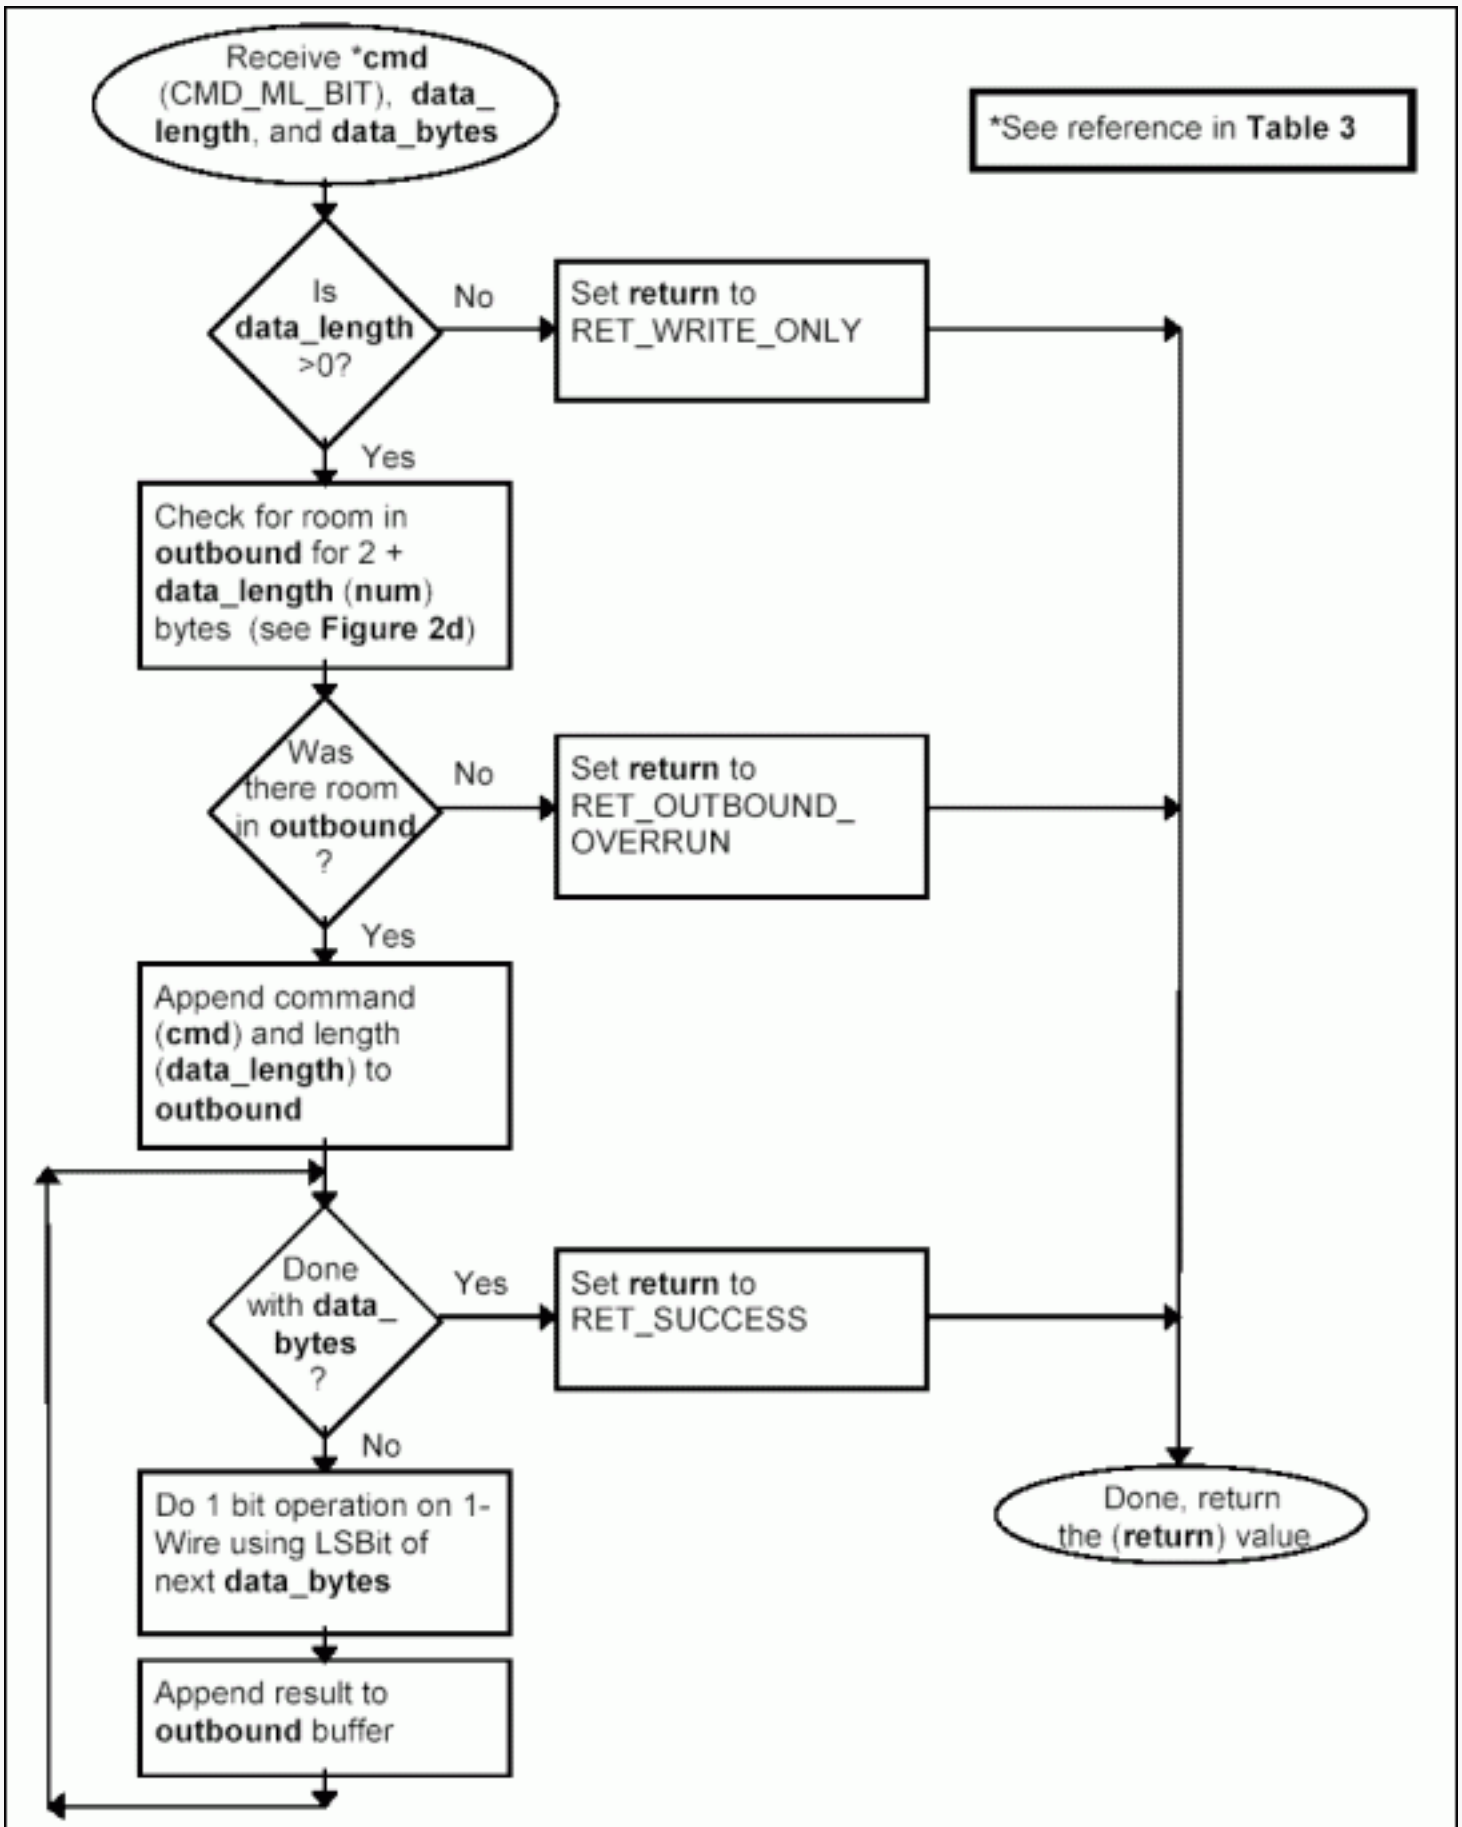 Receive *cmd
(CMD_ML_BIT), data_
length, and data_bytes
*See reference in Table 3
Is
data_length
>0?
No
Set return to
RET_WRITE_ONLY
Yes
Check for room in
outbound for 2 +
data_length (num)
bytes (see Figure 2d)
Was
there room
in outbound
?
No
Set return to
RET_OUTBOUND_
OVERRUN
Yes
Append command
(cmd) and length
(data_length) to
outbound
Done
with data_
bytes
?
Yes
Set return to
RET_SUCCESS
No
Do 1 bit operation on 1-
Wire using LSBit of
next data_bytes
Done, return
the (return) value
Append result to
outbound buffer